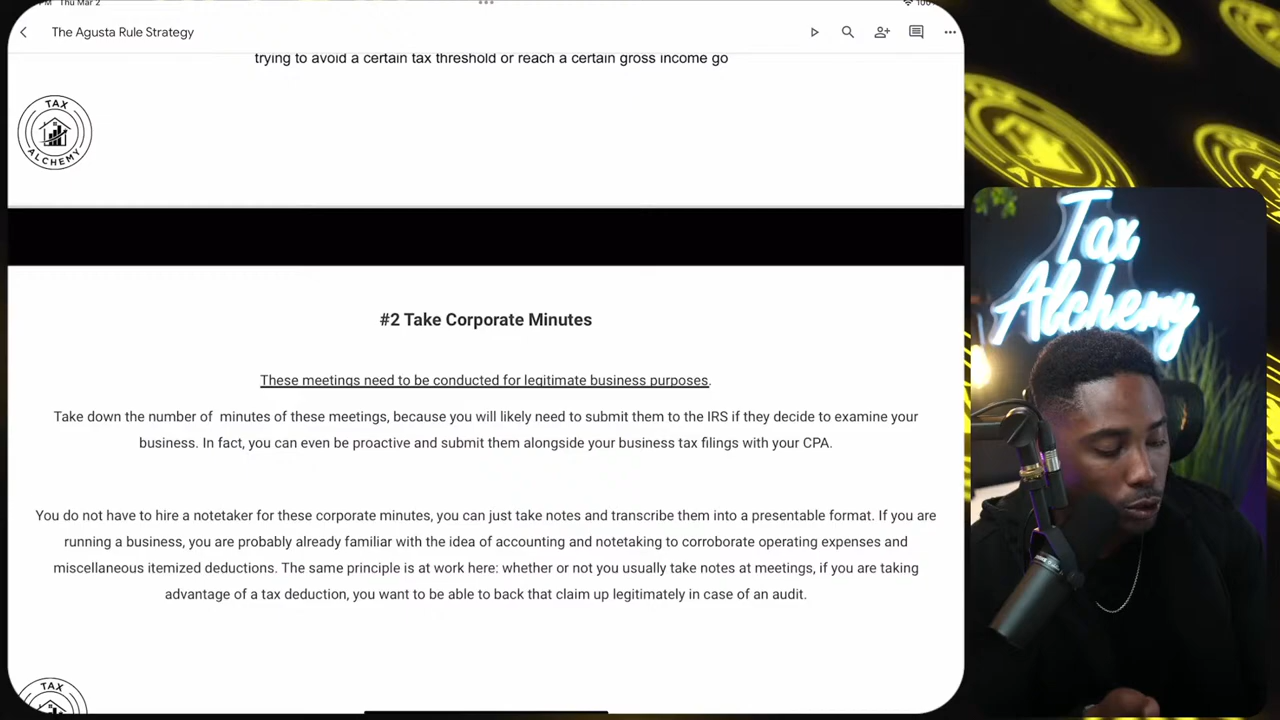 Thu Mar 2
100
The Agusta Rule Strategy
trying to avoid a certain tax threshold or reach a certain gross income go
TAX
ALCHEMY
#2 Take Corporate Minutes
These meetings need to be conducted for legitimate business purposes.
Take down the number of  minutes of these meetings, because you will likely need to submit them to the IRS if they decide to examine your
business. In fact, you can even be proactive and submit them alongside your business tax filings with your CPA.
You do not have to hire a notetaker for these corporate minutes, you can just take notes and transcribe them into a presentable format. If you are
running a business, you are probably already familiar with the idea of accounting and notetaking to corroborate operating expenses and
miscellaneous itemized deductions. The same principle is at work here: whether or not you usually take notes at meetings, if you are taking
advantage of a tax deduction, you want to be able to back that claim up legitimately in case of an audit.
TAX
Tax
Alchemy